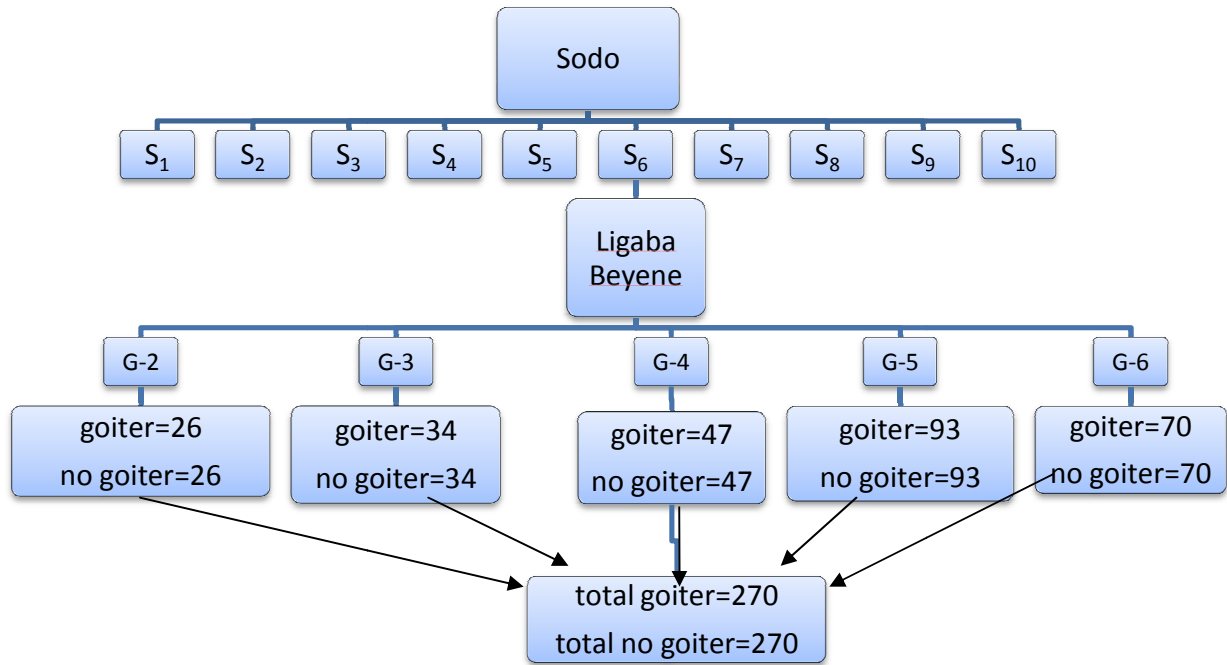 Sodo
S₁ S₂ S₃ S₄ S₅ S₆ S₇ S₈ S₉ S₁₀
Ligaba
Beyene
G-2 G-3 G-4 G-5 G-6
goiter=26
no goiter=26
goiter=34
no goiter=34
goiter=47
no goiter=47
goiter=93
no goiter=93
goiter=70
no goiter=70
total goiter=270
total no goiter=270